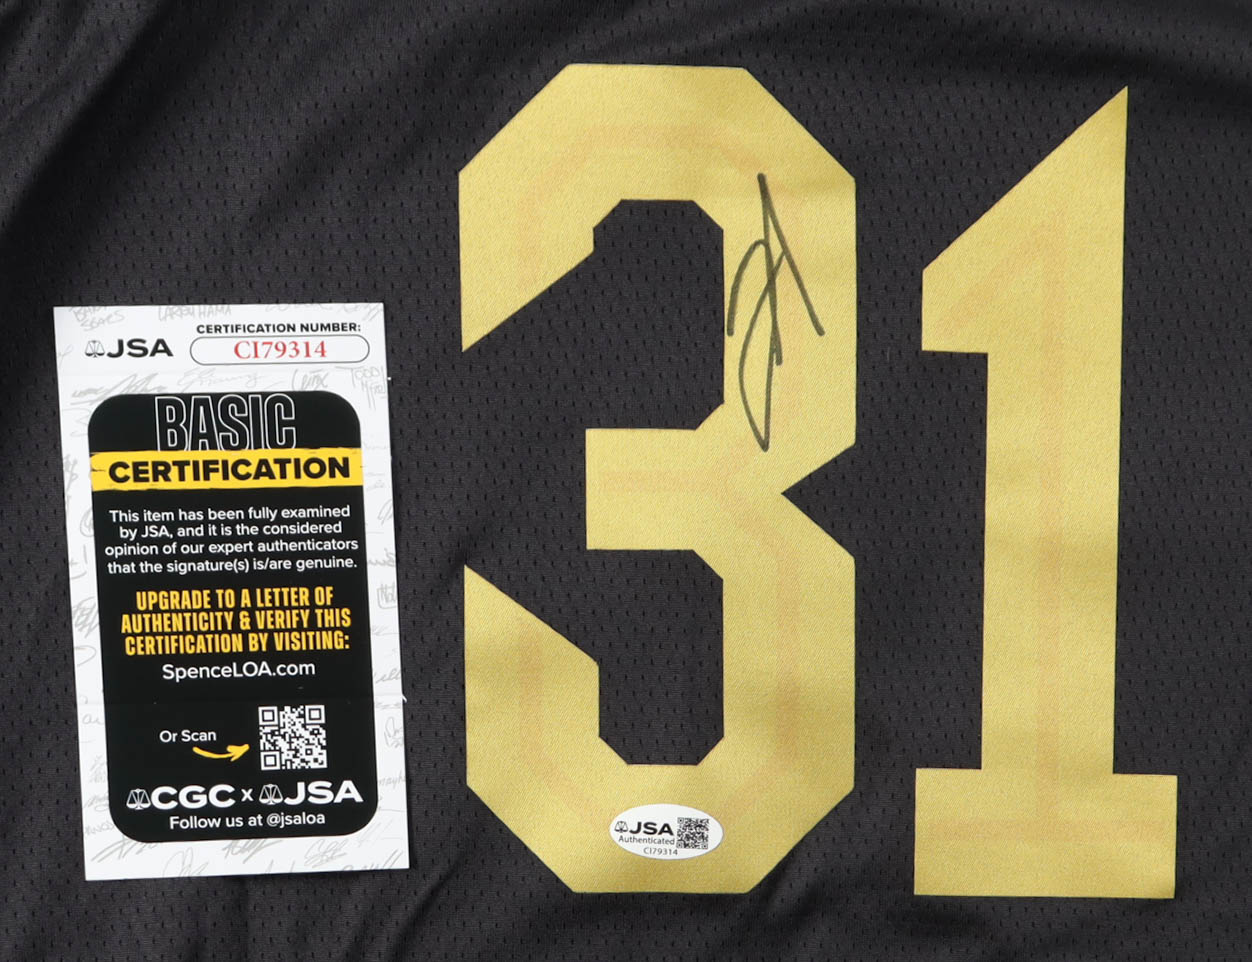 LARRY HAMA
JSA
CERTIFICATION NUMBER:
CI79314
BASIC
CERTIFICATION
This item has been fully examined
by JSA, and it is the considered
opinion of our expert authenticators
that the signature(s) is/are genuine.
UPGRADE TO A LETTER OF
AUTHENTICITY & VERIFY THIS
CERTIFICATION BY VISITING:
SpenceLOA.com
Or Scan
CGC x JSA
Follow us at @jsaloa
31
JSA
Authenticated
CI79314